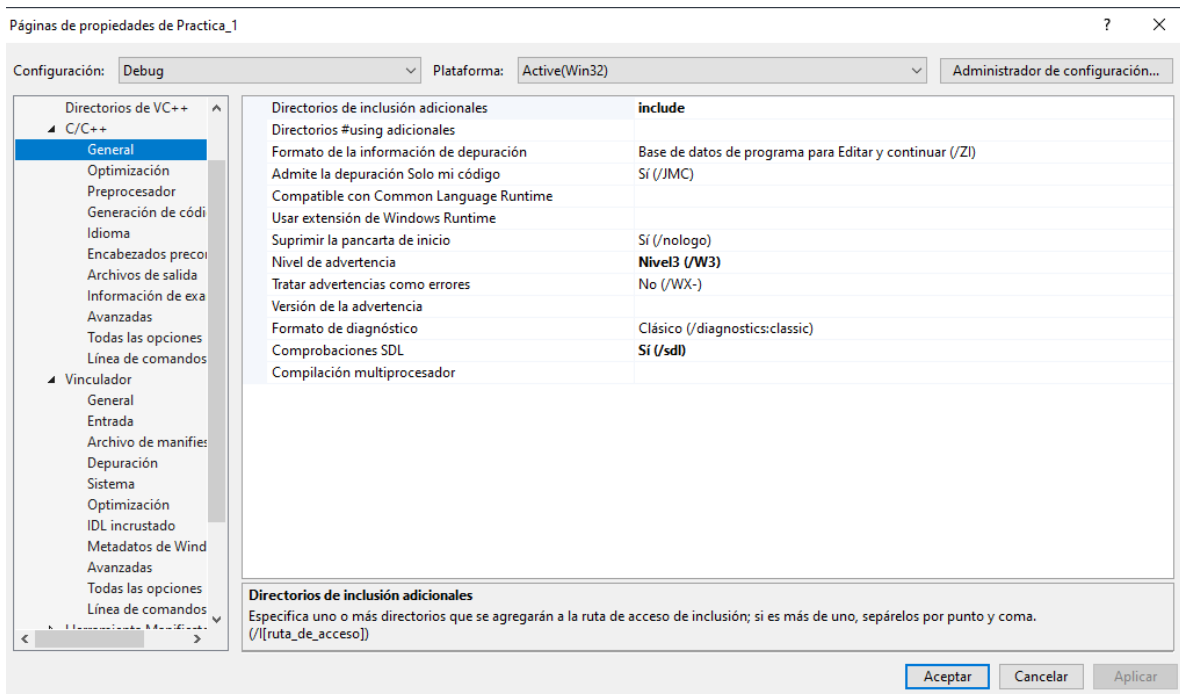 Páginas de propiedades de Practica_1
? ×
Configuración: Debug Plataforma: Active(Win32) Administrador de configuración...
Directorios de VC++
C/C++
General
Optimización
Preprocesador
Generación de códi
Idioma
Encabezados preco
Archivos de salida
Información de exa
Avanzadas
Todas las opciones
Línea de comandos
Vinculador
General
Entrada
Archivo de manifies
Depuración
Sistema
Optimización
IDL incrustado
Metadatos de Wind
Avanzadas
Todas las opciones
Línea de comandos
Directorios de inclusión adicionales include
Directorios #using adicionales
Formato de la información de depuración Base de datos de programa para Editar y continuar (/ZI)
Admite la depuración Solo mi código Sí (/JMC)
Compatible con Common Language Runtime
Usar extensión de Windows Runtime
Suprimir la pancarta de inicio Sí (/nologo)
Nivel de advertencia Nivel3 (/W3)
Tratar advertencias como errores No (/WX-)
Versión de la advertencia
Formato de diagnóstico Clásico (/diagnostics:classic)
Comprobaciones SDL Sí (/sdl)
Compilación multiprocesador
Directorios de inclusión adicionales
Especifica uno o más directorios que se agregarán a la ruta de acceso de inclusión; si es más de uno, sepárelos por punto y coma.
(/I[ruta_de_acceso])
Aceptar Cancelar Aplicar